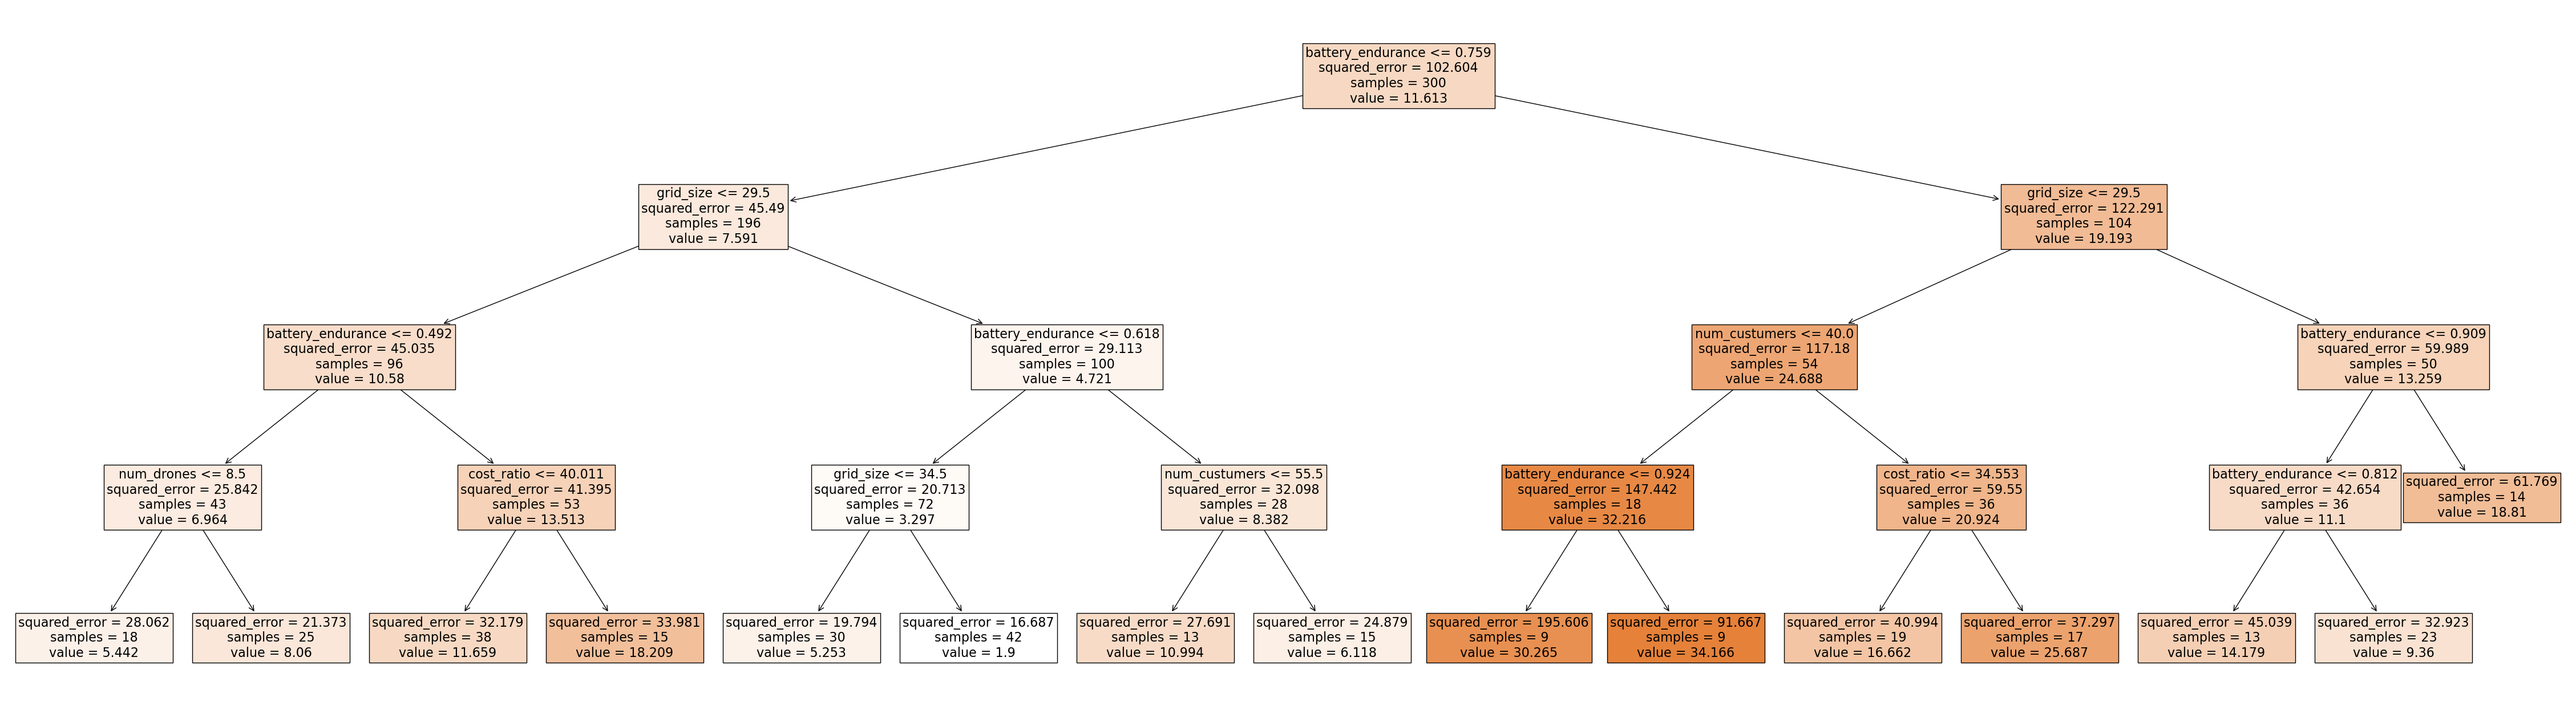 battery_endurance <= 0.759
squared_error = 102.604
samples = 300
value = 11.613
grid_size <= 29.5
squared_error = 45.49
samples = 196
value = 7.591
grid_size <= 29.5
squared_error = 122.291
samples = 104
value = 19.193
battery_endurance <= 0.492
squared_error = 45.035
samples = 96
value = 10.58
battery_endurance <= 0.618
squared_error = 29.113
samples = 100
value = 4.721
num_custumers <= 40.0
squared_error = 117.18
samples = 54
value = 24.688
battery_endurance <= 0.909
squared_error = 59.989
samples = 50
value = 13.259
num_drones <= 8.5
squared_error = 25.842
samples = 43
value = 6.964
cost_ratio <= 40.011
squared_error = 41.395
samples = 53
value = 13.513
grid_size <= 34.5
squared_error = 20.713
samples = 72
value = 3.297
num_custumers <= 55.5
squared_error = 32.098
samples = 28
value = 8.382
battery_endurance <= 0.924
squared_error = 147.442
samples = 18
value = 32.216
cost_ratio <= 34.553
squared_error = 59.55
samples = 36
value = 20.924
battery_endurance <= 0.812
squared_error = 42.654
samples = 36
value = 11.1
squared_error = 61.769
samples = 14
value = 18.81
squared_error = 28.062
samples = 18
value = 5.442
squared_error = 21.373
samples = 25
value = 8.06
squared_error = 32.179
samples = 38
value = 11.659
squared_error = 33.981
samples = 15
value = 18.209
squared_error = 19.794
samples = 30
value = 5.253
squared_error = 16.687
samples = 42
value = 1.9
squared_error = 27.691
samples = 13
value = 10.994
squared_error = 24.879
samples = 15
value = 6.118
squared_error = 195.606
samples = 9
value = 30.265
squared_error = 91.667
samples = 9
value = 34.166
squared_error = 40.994
samples = 19
value = 16.662
squared_error = 37.297
samples = 17
value = 25.687
squared_error = 45.039
samples = 13
value = 14.179
squared_error = 32.923
samples = 23
value = 9.36